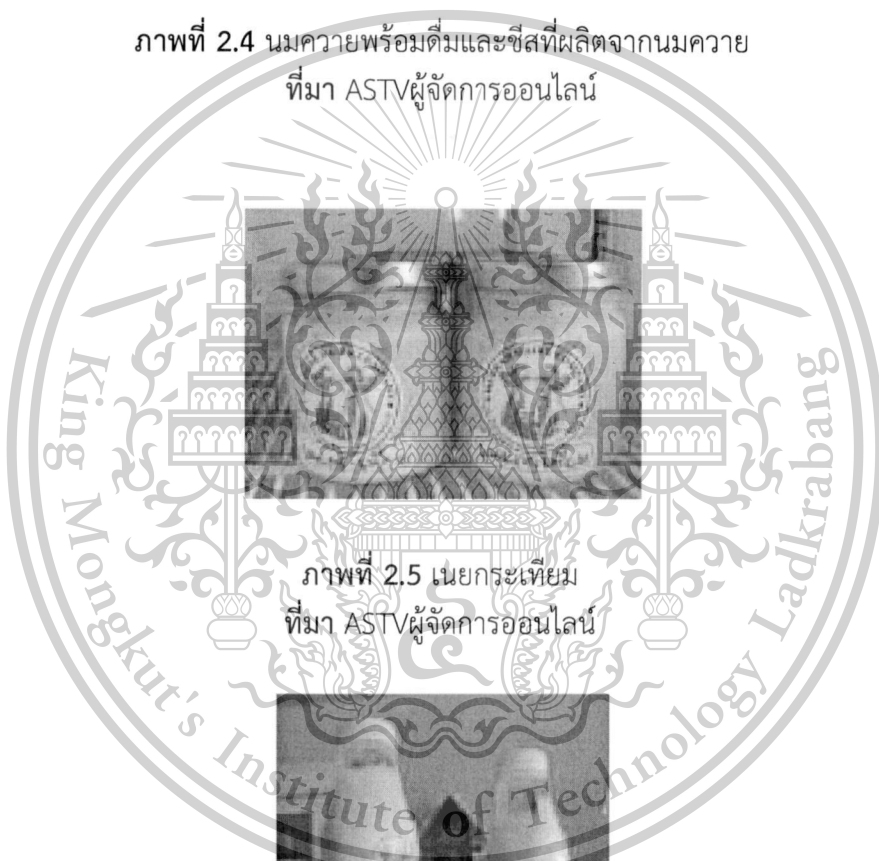 ภาพที่ 2.4 นมควายพร้อมดื่มและชีสที่ผลิตจากนมควาย
ที่มา ASTVผู้จัดการออนไลน์
ภาพที่ 2.5 เนยกระเทียม
ที่มา ASTVผู้จัดการออนไลน์
King Mongkut's Institute of Technology Ladkrabang